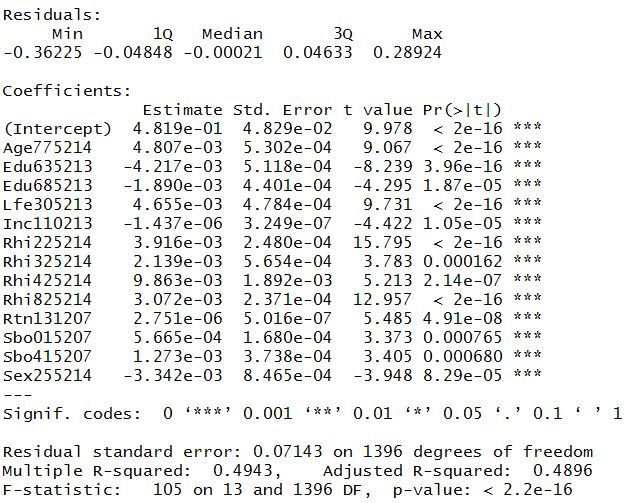 Residuals:
Min 1Q Median 3Q Max
-0.36225 -0.04848 -0.00021 0.04633 0.28924
Coefficients:
Estimate Std. Error t value Pr(>|t|)
(Intercept) 4.819e-01 4.829e-02 9.978 < 2e-16 ***
Age775214 4.807e-03 5.302e-04 9.067 < 2e-16 ***
Edu635213 -4.217e-03 5.118e-04 -8.239 3.96e-16 ***
Edu685213 -1.890e-03 4.401e-04 -4.295 1.87e-05 ***
Lfe305213 4.655e-03 4.784e-04 9.731 < 2e-16 ***
Inc110213 -1.437e-06 3.249e-07 -4.422 1.05e-05 ***
Rhi225214 3.916e-03 2.480e-04 15.795 < 2e-16 ***
Rhi325214 2.139e-03 5.654e-04 3.783 0.000162 ***
Rhi425214 9.863e-03 1.892e-03 5.213 2.14e-07 ***
Rhi825214 3.072e-03 2.371e-04 12.957 < 2e-16 ***
Rtn131207 2.751e-06 5.016e-07 5.485 4.91e-08 ***
Sbo015207 5.665e-04 1.680e-04 3.373 0.000765 ***
Sbo415207 1.273e-03 3.738e-04 3.405 0.000680 ***
Sex255214 -3.342e-03 8.465e-04 -3.948 8.29e-05 ***
---
Signif. codes: 0 ‘***’ 0.001 ‘**’ 0.01 ‘*’ 0.05 ‘.’ 0.1 ‘ ’ 1
Residual standard error: 0.07143 on 1396 degrees of freedom
Multiple R-squared: 0.4943, Adjusted R-squared: 0.4896
F-statistic: 105 on 13 and 1396 DF, p-value: < 2.2e-16